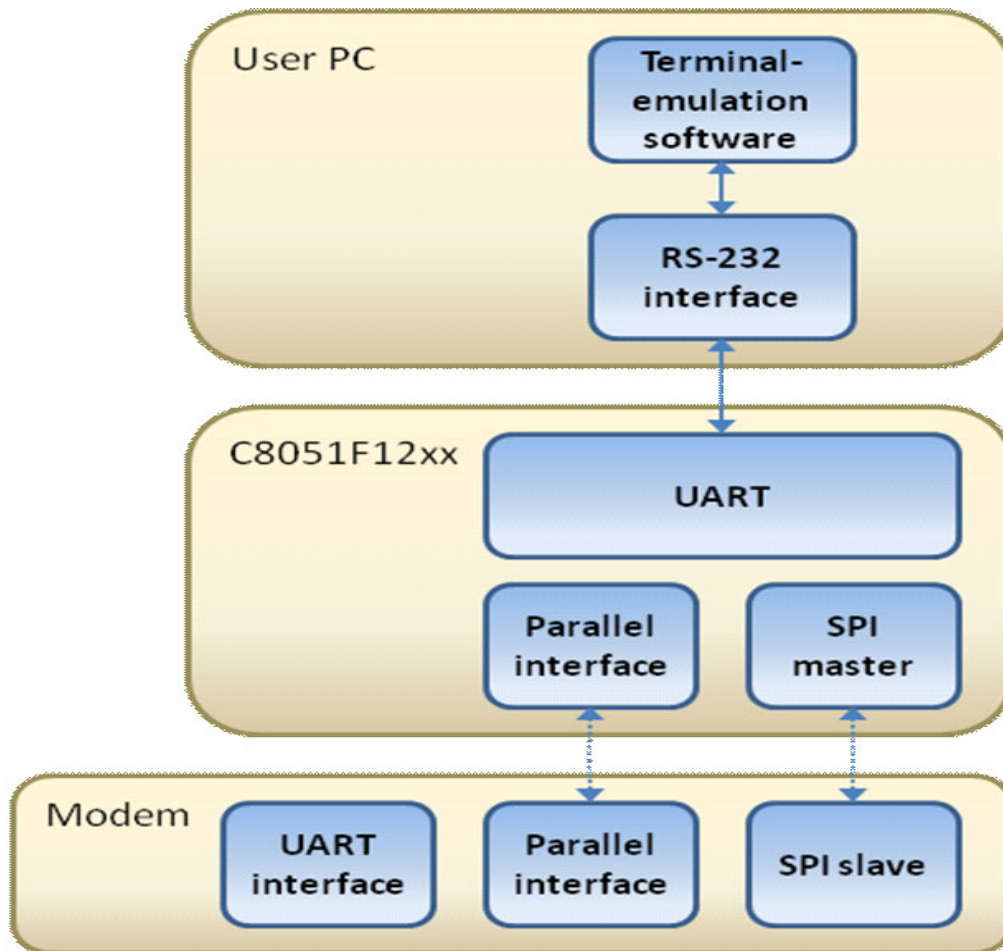 User PC
Terminal-
emulation
software
RS-232
interface
C8051F12xx
UART
Parallel
interface
SPI
master
Modem
UART
interface
Parallel
interface
SPI slave